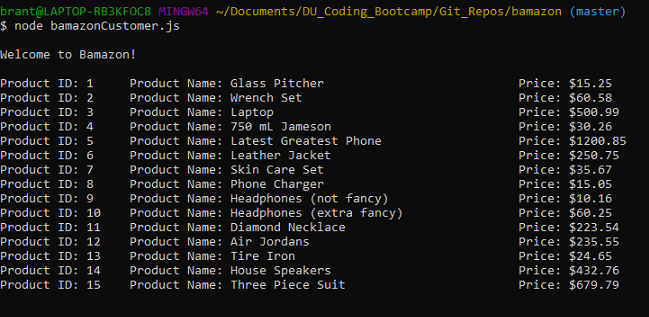 brant@LAPTOP-RB3KFOC8 MINGW64 ~/Documents/DU_Coding_Bootcamp/Git_Repos/bamazon (master)
$ node bamazonCustomer.js
Welcome to Bamazon!
Product ID: 1 Product Name: Glass Pitcher Price: $15.25
Product ID: 2 Product Name: Wrench Set Price: $60.58
Product ID: 3 Product Name: Laptop Price: $500.99
Product ID: 4 Product Name: 750 mL Jameson Price: $30.26
Product ID: 5 Product Name: Latest Greatest Phone Price: $1200.85
Product ID: 6 Product Name: Leather Jacket Price: $250.75
Product ID: 7 Product Name: Skin Care Set Price: $35.67
Product ID: 8 Product Name: Phone Charger Price: $15.05
Product ID: 9 Product Name: Headphones (not fancy) Price: $10.16
Product ID: 10 Product Name: Headphones (extra fancy) Price: $60.25
Product ID: 11 Product Name: Diamond Necklace Price: $223.54
Product ID: 12 Product Name: Air Jordans Price: $235.55
Product ID: 13 Product Name: Tire Iron Price: $24.65
Product ID: 14 Product Name: House Speakers Price: $432.76
Product ID: 15 Product Name: Three Piece Suit Price: $679.79